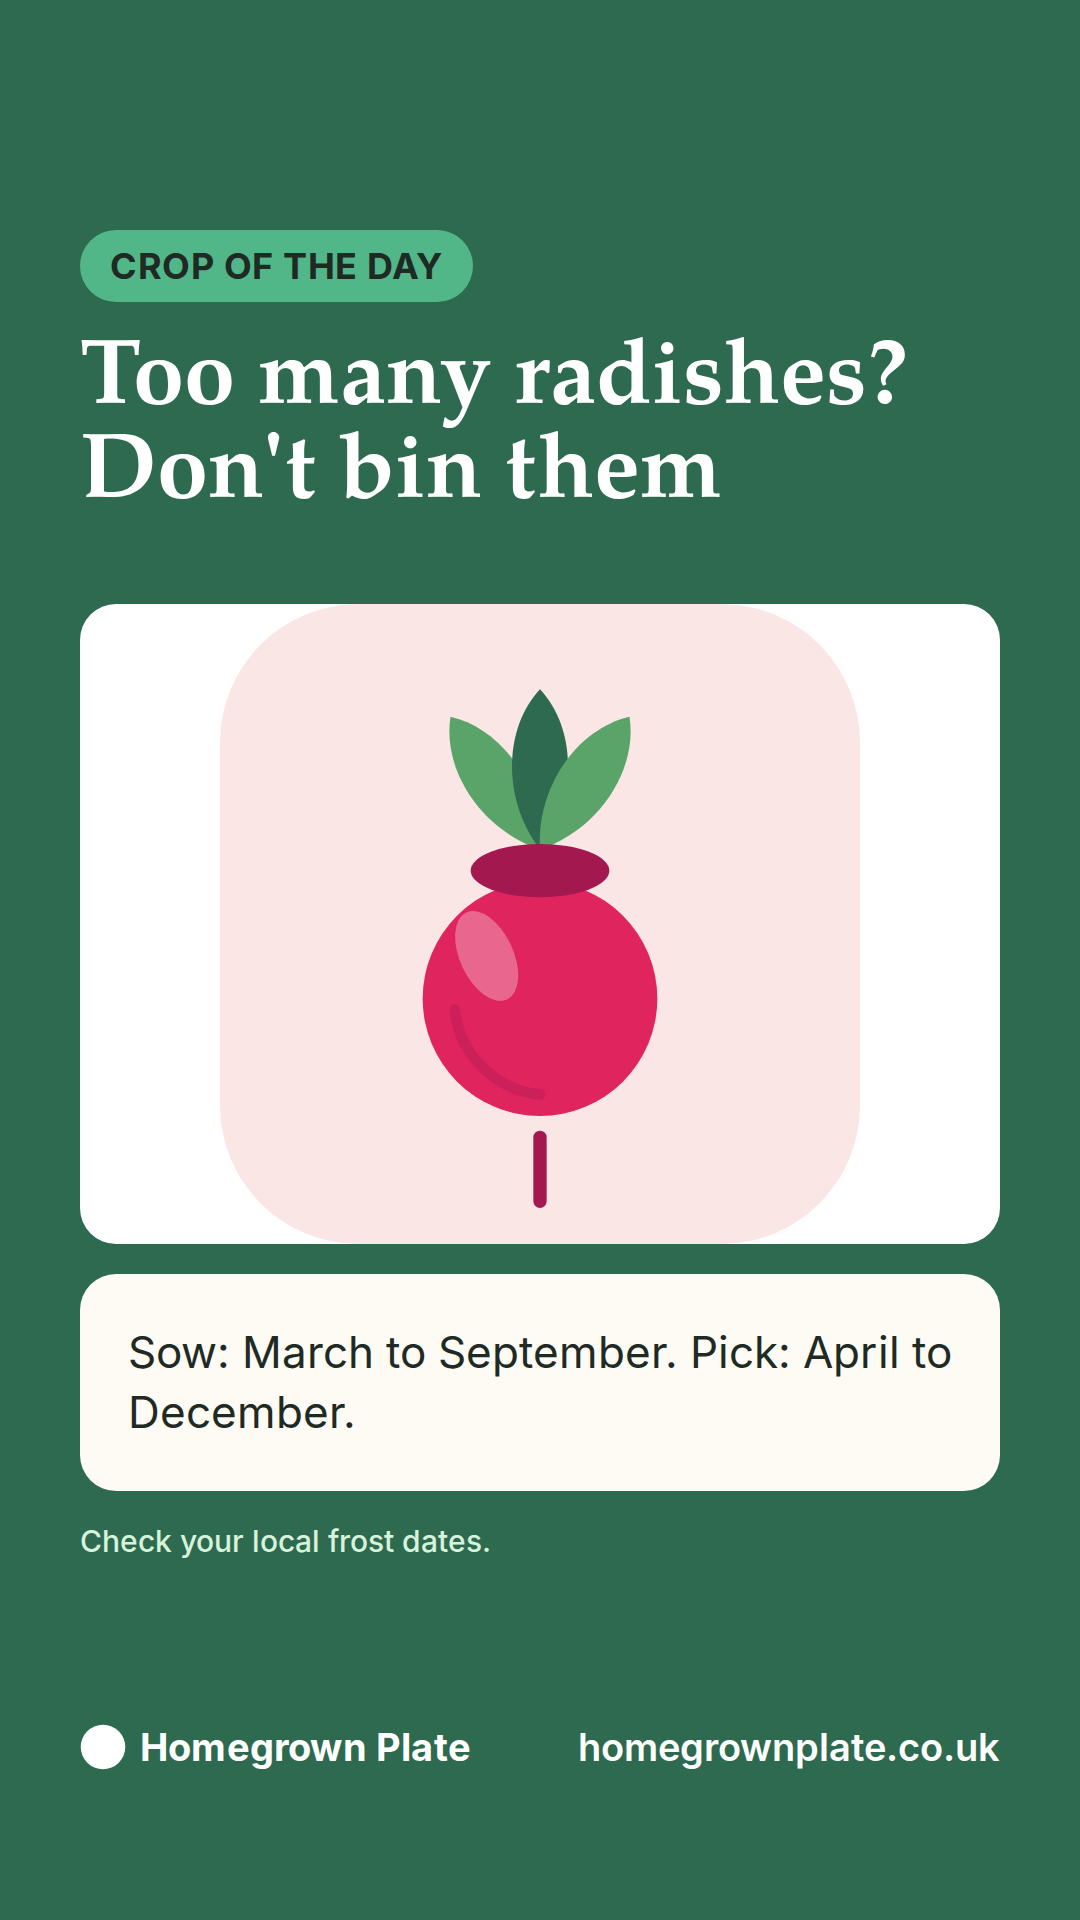 CROP OF THE DAY
Too many radishes?
Don't bin them
Sow: March to September. Pick: April to
December.
Check your local frost dates.
Homegrown Plate
homegrownplate.co.uk